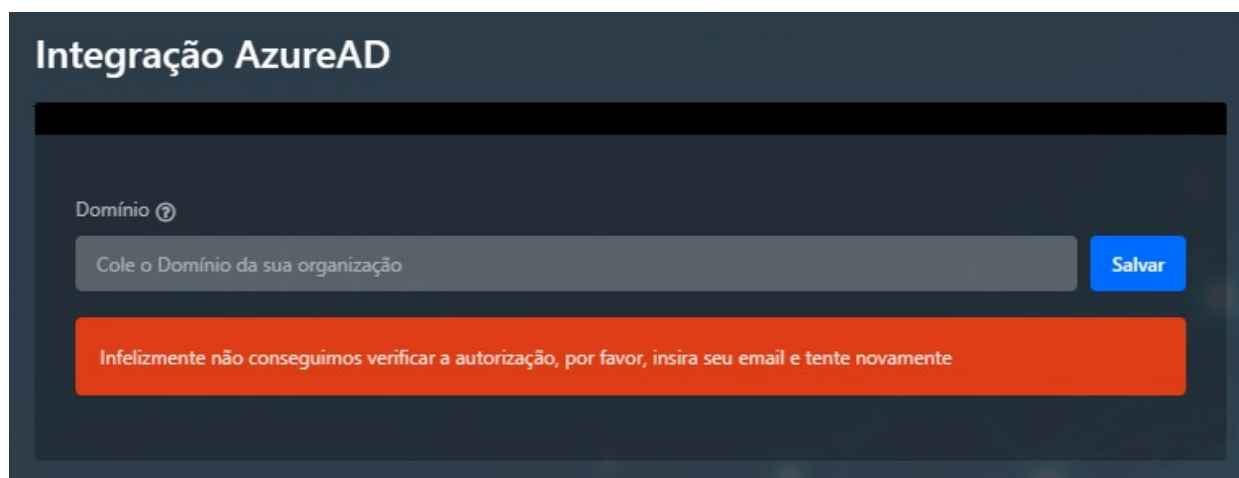 Integração AzureAD
Domínio
Cole o Domínio da sua organização
Salvar
Infelizmente não conseguimos verificar a autorização, por favor, insira seu email e tente novamente